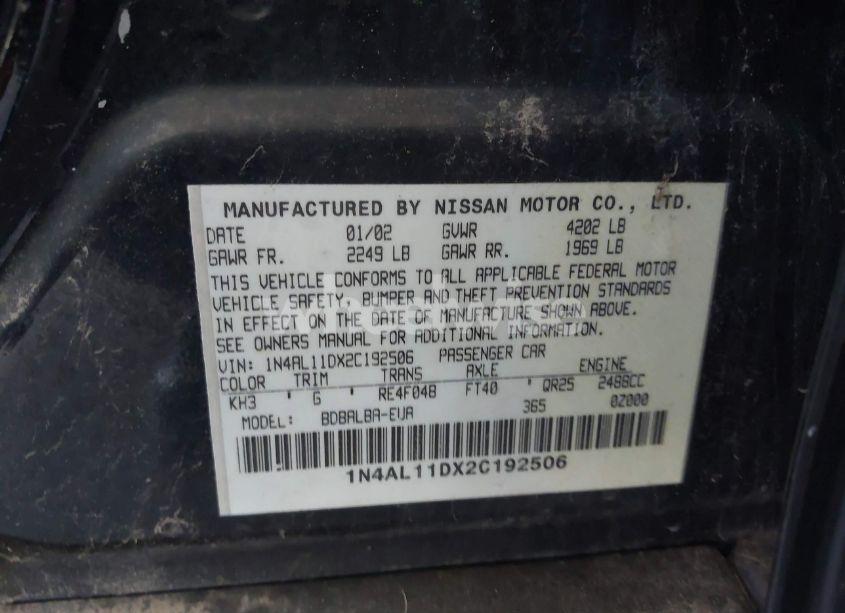 MANUFACTURED BY NISSAN MOTOR CO., LTD.
DATE 01/02 GVWR 4202 LB
GAWR FR. 2249 LB GAWR RR. 1969 LB
THIS VEHICLE CONFORMS TO ALL APPLICABLE FEDERAL MOTOR
VEHICLE SAFETY, BUMPER AND THEFT PREVENTION STANDARDS
IN EFFECT ON THE DATE OF MANUFACTURE SHOWN ABOVE.
SEE OWNERS MANUAL FOR ADDITIONAL INFORMATION.
VIN: 1N4AL11DX2C192506 PASSENGER CAR
COLOR TRIM TRANS AXLE ENGINE
KH3 ' G ' RE4F04B FT40 ' QR25 2488CC
MODEL: BDBALBA-EUA 365 0Z000
1N4AL11DX2C192506